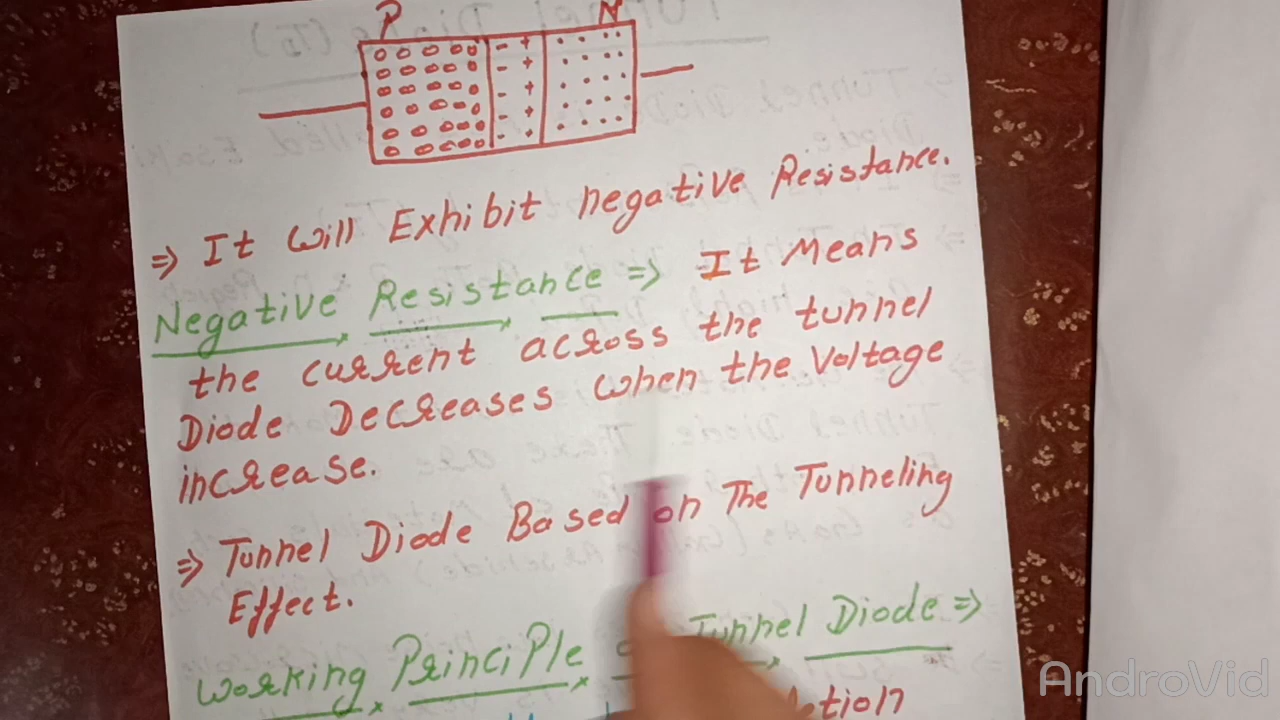 P N
⇒ It will Exhibit negative Resistance.
Negative Resistance ⇒ It Means
the current across the tunnel
Diode Decreases when the Voltage
increase.
⇒ Tunnel Diode Based on The Tunneling
Effect.
Working Principle Tunnel Diode ⇒
AndroVid